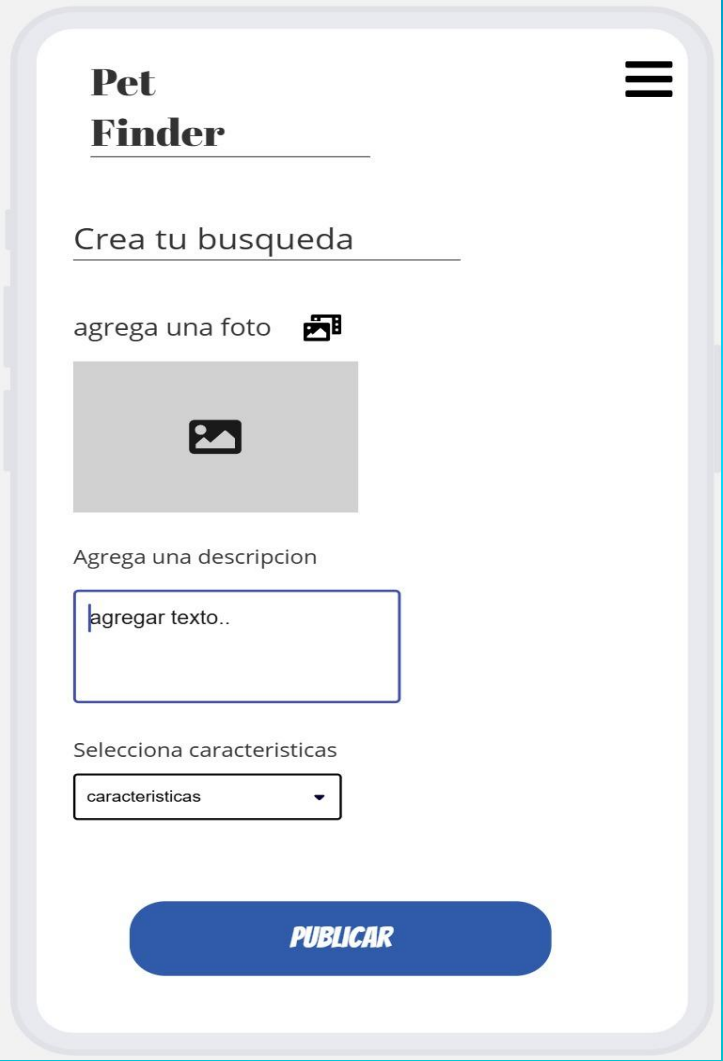 Pet
Finder
Crea tu busqueda
agrega una foto
Agrega una descripcion
agregar texto..
Selecciona caracteristicas
caracteristicas
PUBLICAR